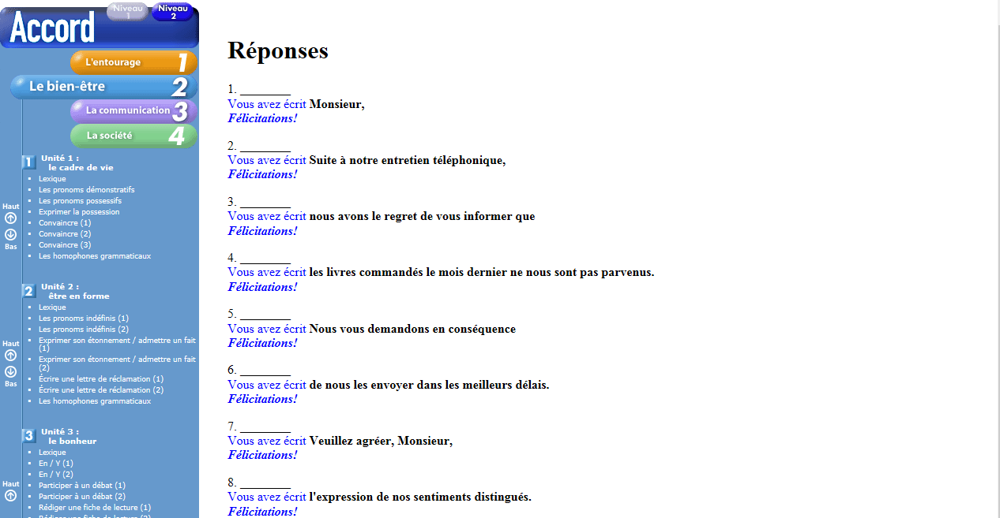 Niveau
1
Niveau
2
Accord
L'entourage 1
Le bien-être 2
La communication 3
La société 4
1 Unité 1 :
le cadre de vie
Lexique
Les pronoms démonstratifs
Les pronoms possessifs
Exprimer la possession
Convaincre (1)
Convaincre (2)
Convaincre (3)
Les homophones grammaticaux
Haut
Bas
2 Unité 2 :
être en forme
Lexique
Les pronoms indéfinis (1)
Les pronoms indéfinis (2)
Exprimer son étonnement / admettre un fait
(1)
Exprimer son étonnement / admettre un fait
(2)
Écrire une lettre de réclamation (1)
Écrire une lettre de réclamation (2)
Les homophones grammaticaux
Haut
Bas
3 Unité 3 :
le bonheur
Lexique
En / Y (1)
En / Y (2)
Participer à un débat (1)
Participer à un débat (2)
Rédiger une fiche de lecture (1)
Rédiger une fiche de lecture (2)
Haut
Réponses
1. ________
Vous avez écrit Monsieur,
Félicitations!
2. ________
Vous avez écrit Suite à notre entretien téléphonique,
Félicitations!
3. ________
Vous avez écrit nous avons le regret de vous informer que
Félicitations!
4. ________
Vous avez écrit les livres commandés le mois dernier ne nous sont pas parvenus.
Félicitations!
5. ________
Vous avez écrit Nous vous demandons en conséquence
Félicitations!
6. ________
Vous avez écrit de nous les envoyer dans les meilleurs délais.
Félicitations!
7. ________
Vous avez écrit Veuillez agréer, Monsieur,
Félicitations!
8. ________
Vous avez écrit l'expression de nos sentiments distingués.
Félicitations!